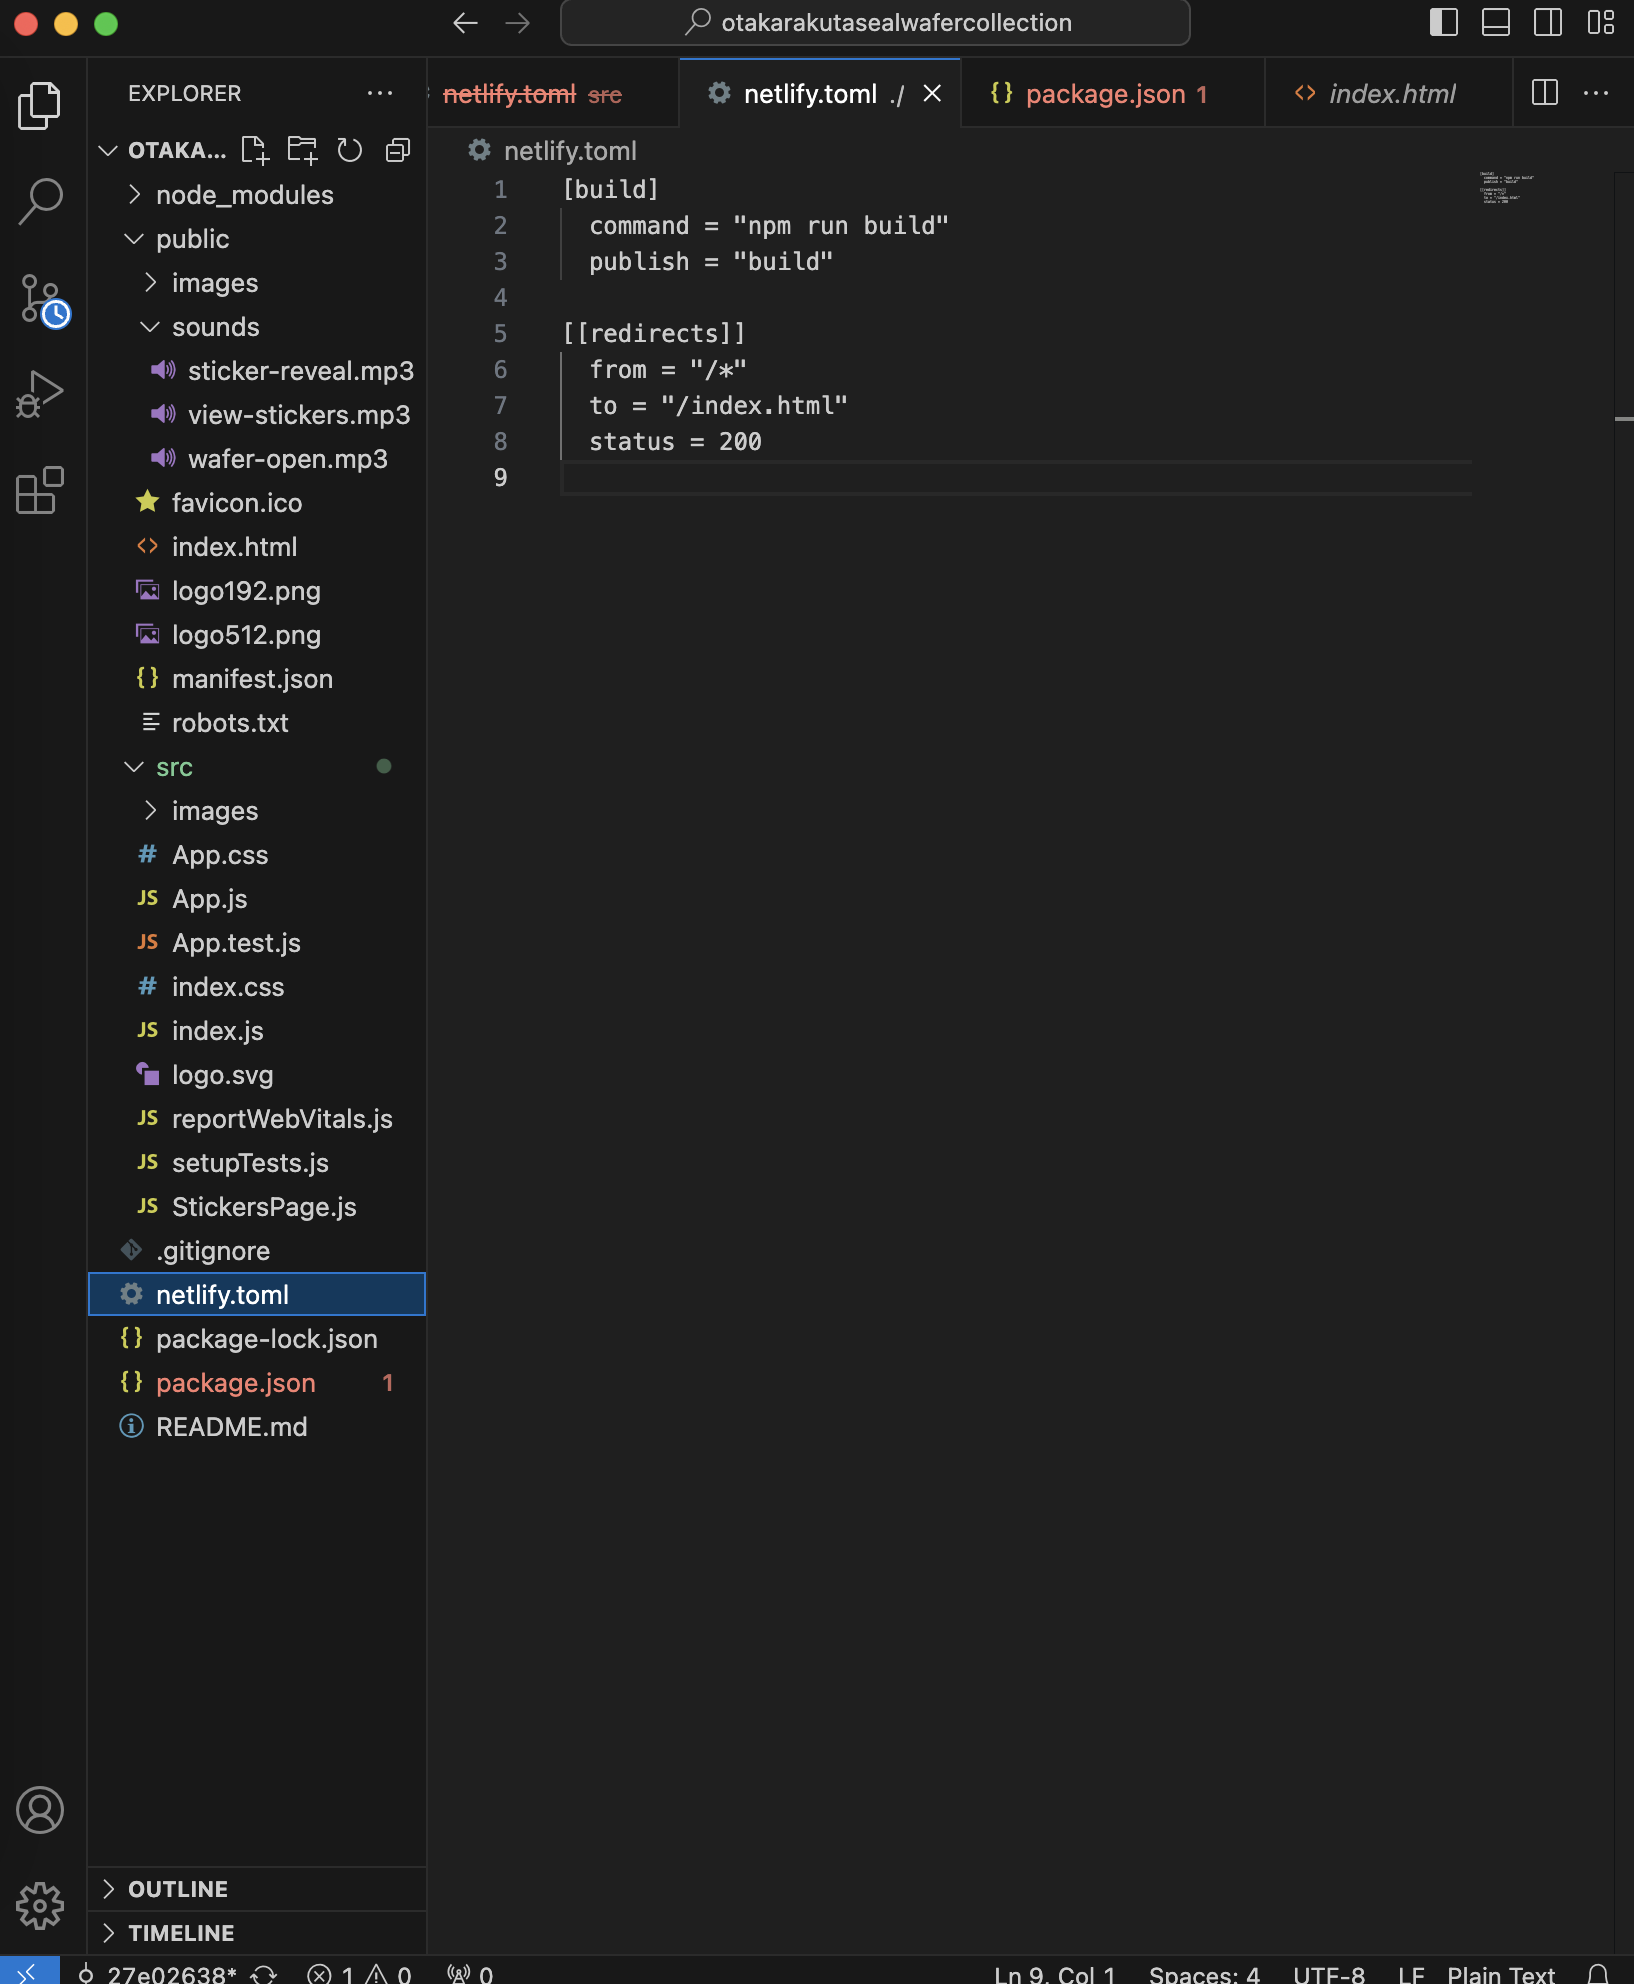 otakarakutasealwafercollection
EXPLORER
OTAKA...
node_modules
public
images
sounds
sticker-reveal.mp3
view-stickers.mp3
wafer-open.mp3
favicon.ico
index.html
logo192.png
logo512.png
manifest.json
robots.txt
src
images
App.css
App.js
App.test.js
index.css
index.js
logo.svg
reportWebVitals.js
setupTests.js
StickersPage.js
.gitignore
netlify.toml
package-lock.json
package.json 1
README.md
OUTLINE
TIMELINE
netlify.toml src
netlify.toml ./
package.json 1
index.html
netlify.toml
1 [build]
2 command = "npm run build"
3 publish = "build"
4
5 [[redirects]]
6 from = "/*"
7 to = "/index.html"
8 status = 200
9
27e02638* 1 0 0 Ln 9, Col 1 Spaces: 4 UTF-8 LF Plain Text